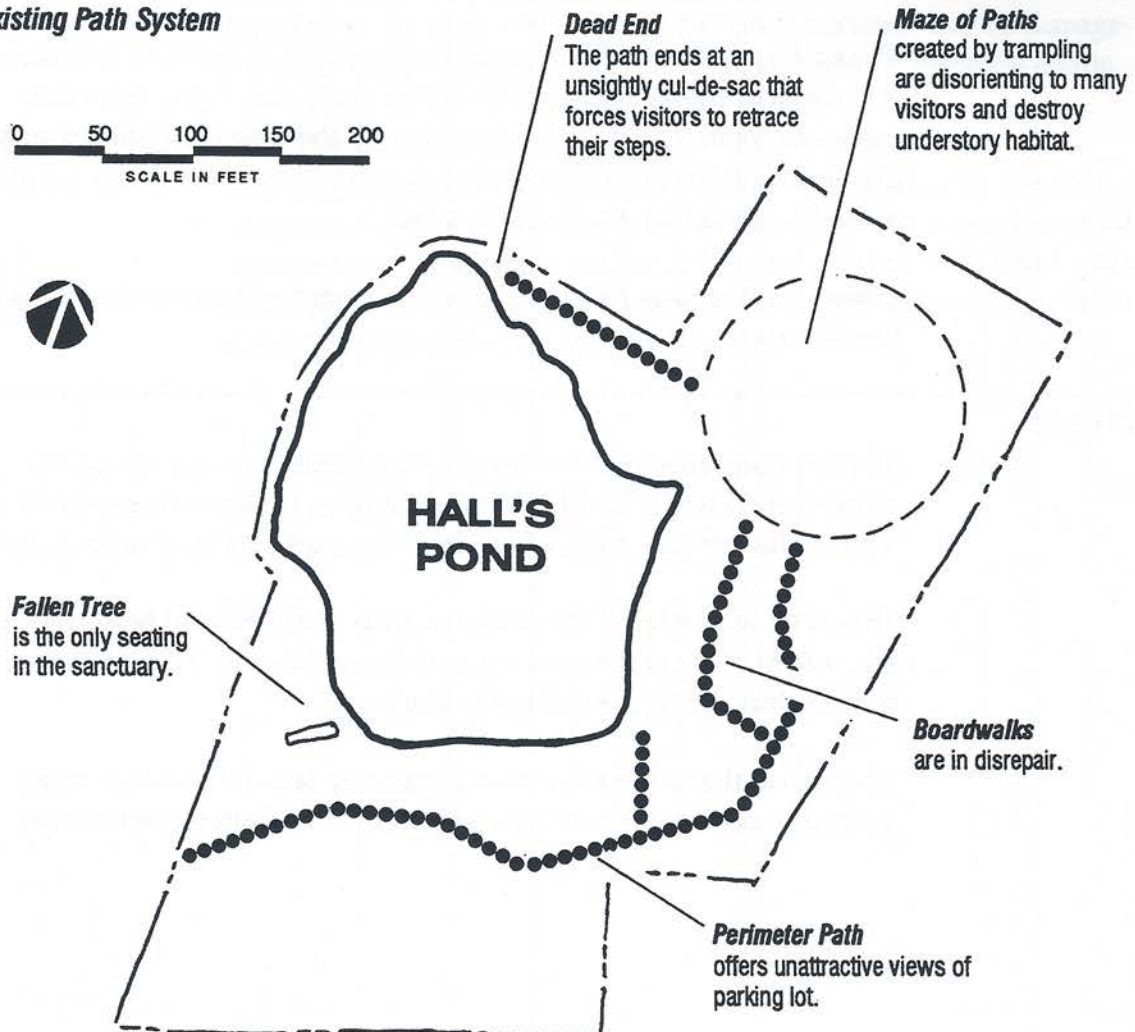 xisting Path System
0 50 100 150 200
SCALE IN FEET
Dead End
The path ends at an
unsightly cul-de-sac that
forces visitors to retrace
their steps.
Maze of Paths
created by trampling
are disorienting to many
visitors and destroy
understory habitat.
HALL'S
POND
Fallen Tree
is the only seating
in the sanctuary.
Boardwalks
are in disrepair.
Perimeter Path
offers unattractive views of
parking lot.